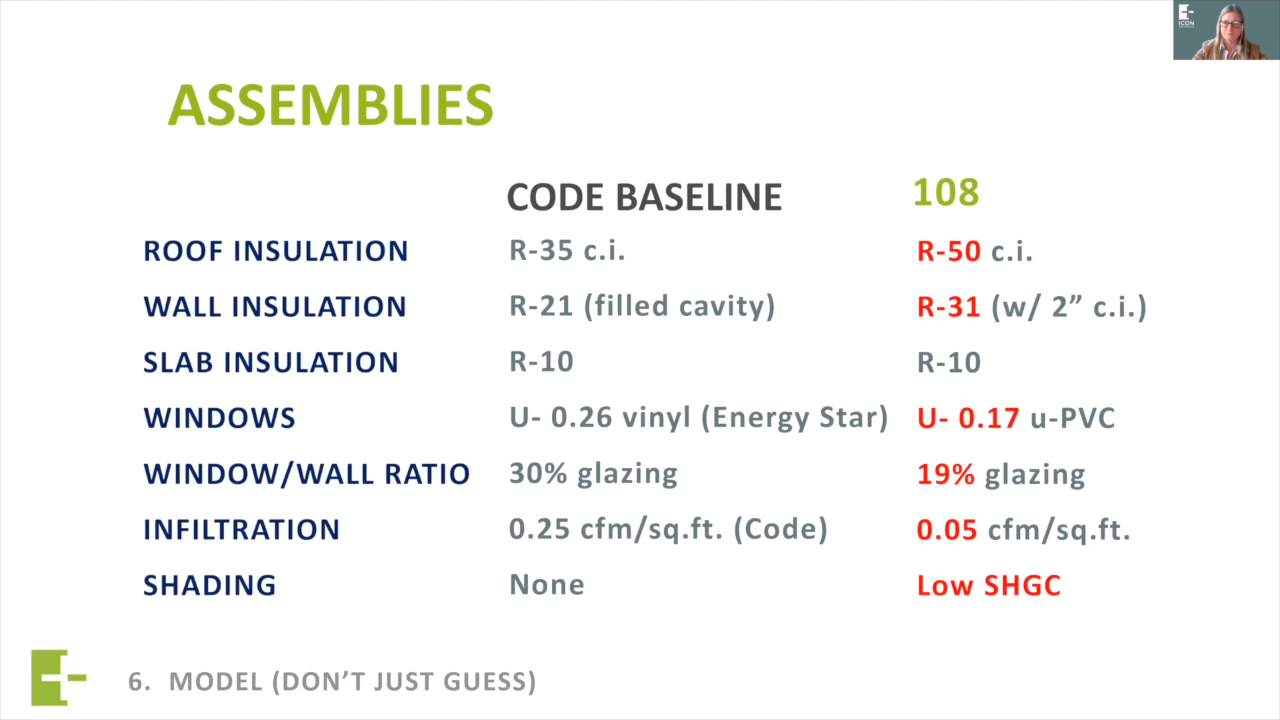 ICON
ASSEMBLIES
CODE BASELINE 108
ROOF INSULATION R-35 c.i. R-50 c.i.
WALL INSULATION R-21 (filled cavity) R-31 (w/ 2” c.i.)
SLAB INSULATION R-10 R-10
WINDOWS U- 0.26 vinyl (Energy Star) U- 0.17 u-PVC
WINDOW/WALL RATIO 30% glazing 19% glazing
INFILTRATION 0.25 cfm/sq.ft. (Code) 0.05 cfm/sq.ft.
SHADING None Low SHGC
6. MODEL (DON’T JUST GUESS)